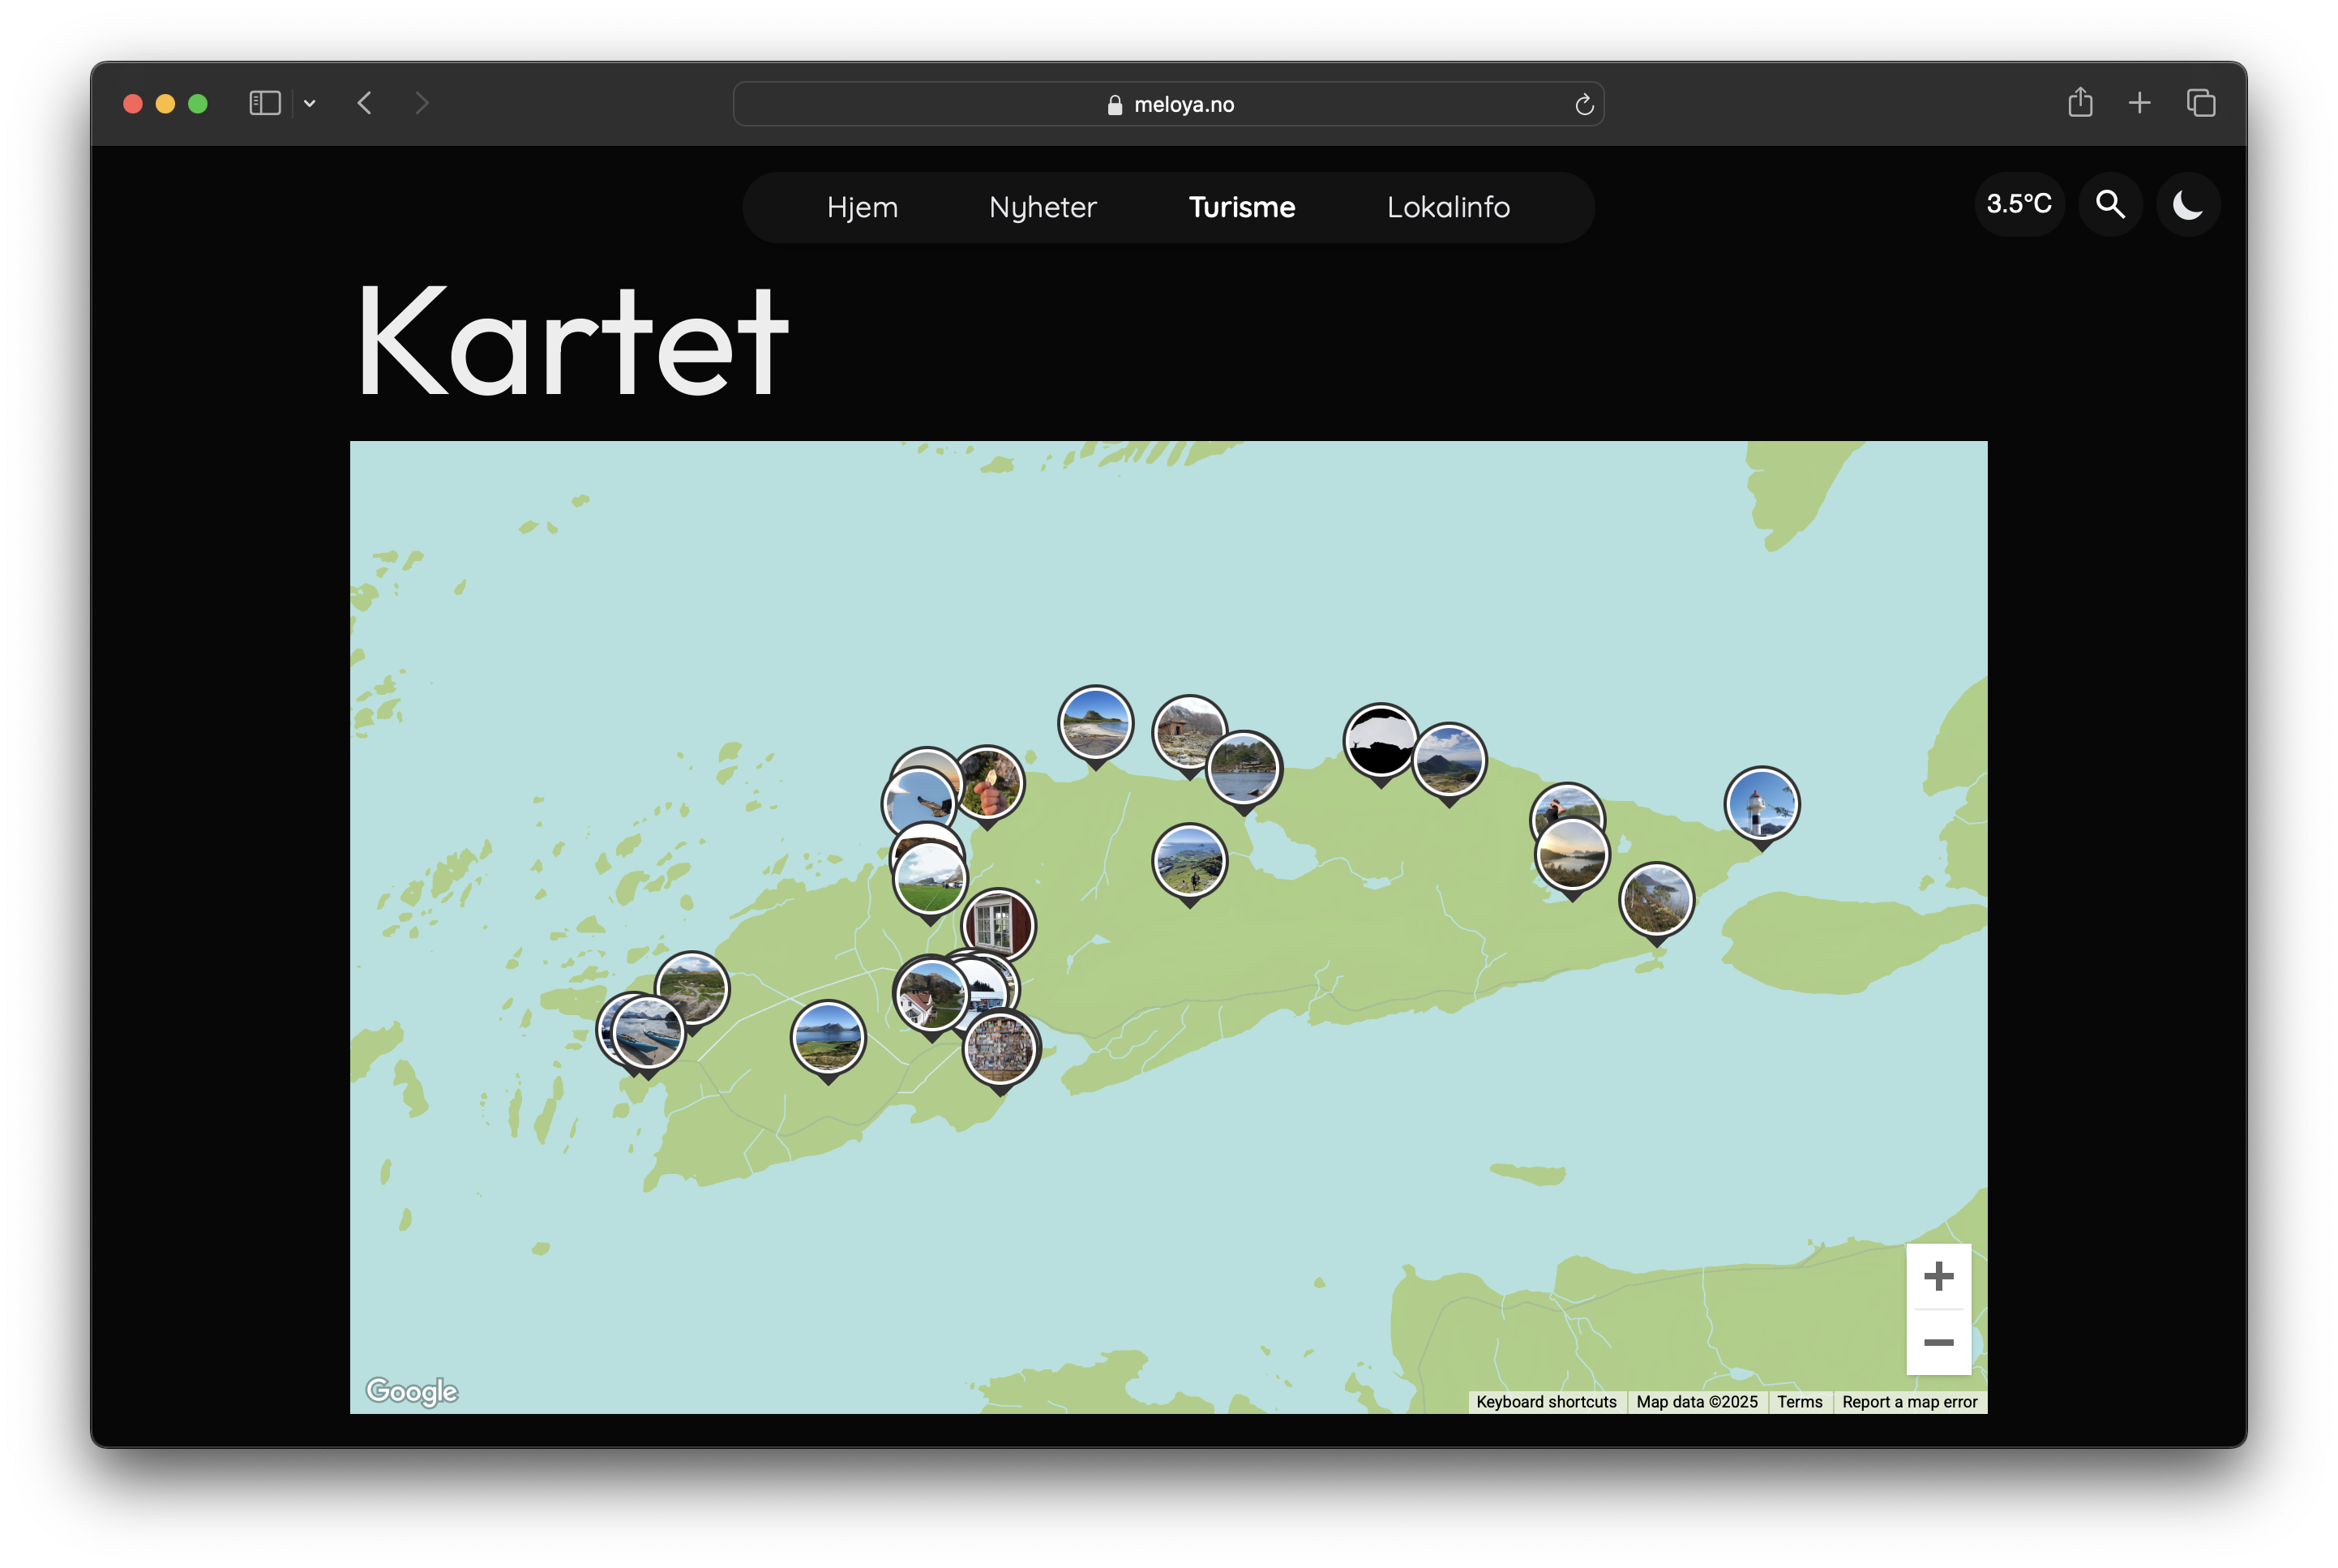 meloya.no
Hjem Nyheter Turisme Lokalinfo
3.5°C
Kartet
Google
Keyboard shortcuts Map data ©2025 Terms Report a map error